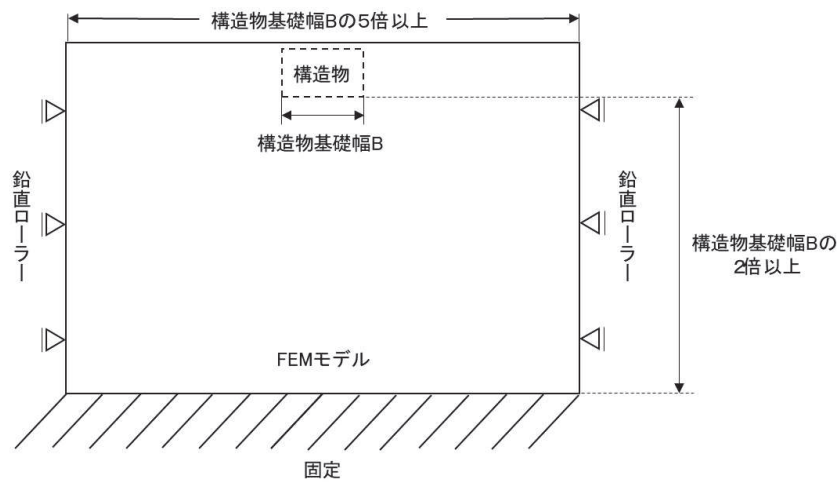 構造物基礎幅Bの5倍以上
構造物
構造物基礎幅B
鉛直ローラー
鉛直ローラー
構造物基礎幅Bの
2倍以上
FEMモデル
固定